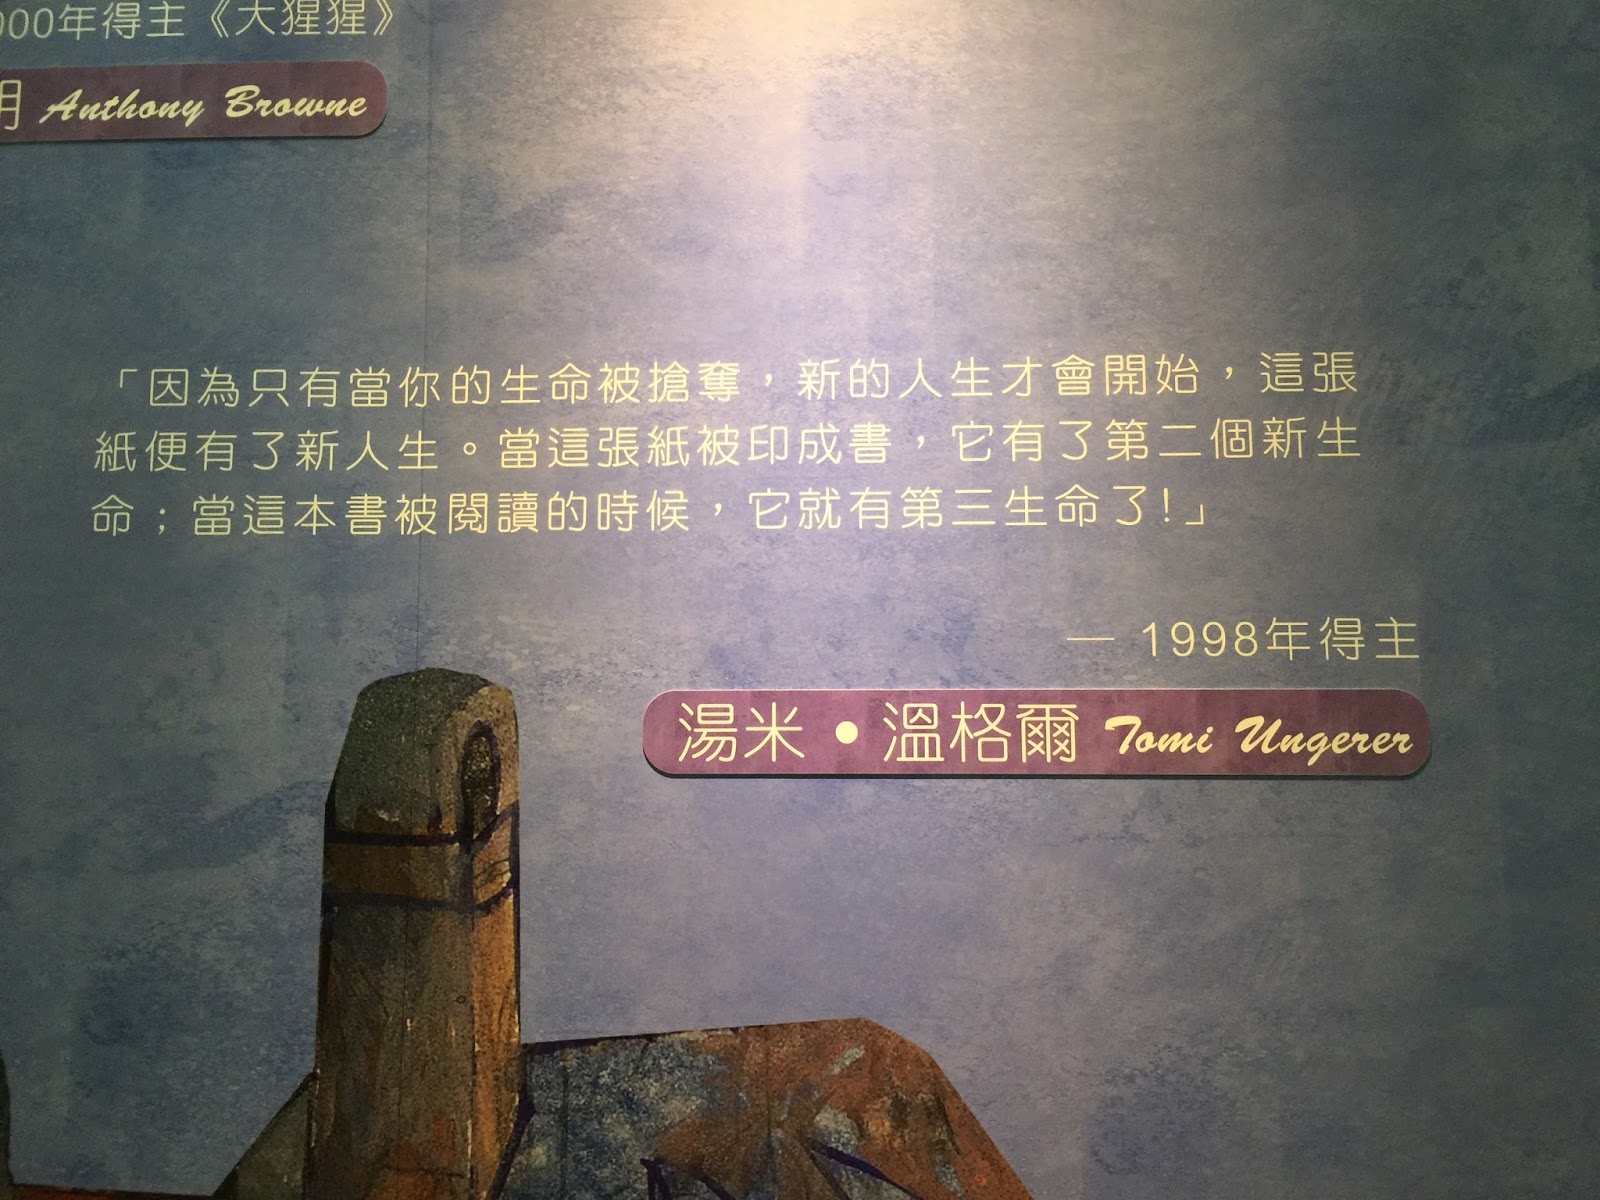 000年得主《大猩猩》
明 Anthony Browne
「因為只有當你的生命被搶奪，新的人生才會開始，這張
紙便有了新人生。當這張紙被印成書，它有了第二個新生
命；當這本書被閱讀的時候，它就有第三生命了!」
— 1998年得主
湯米•溫格爾 Tomi Ungerer